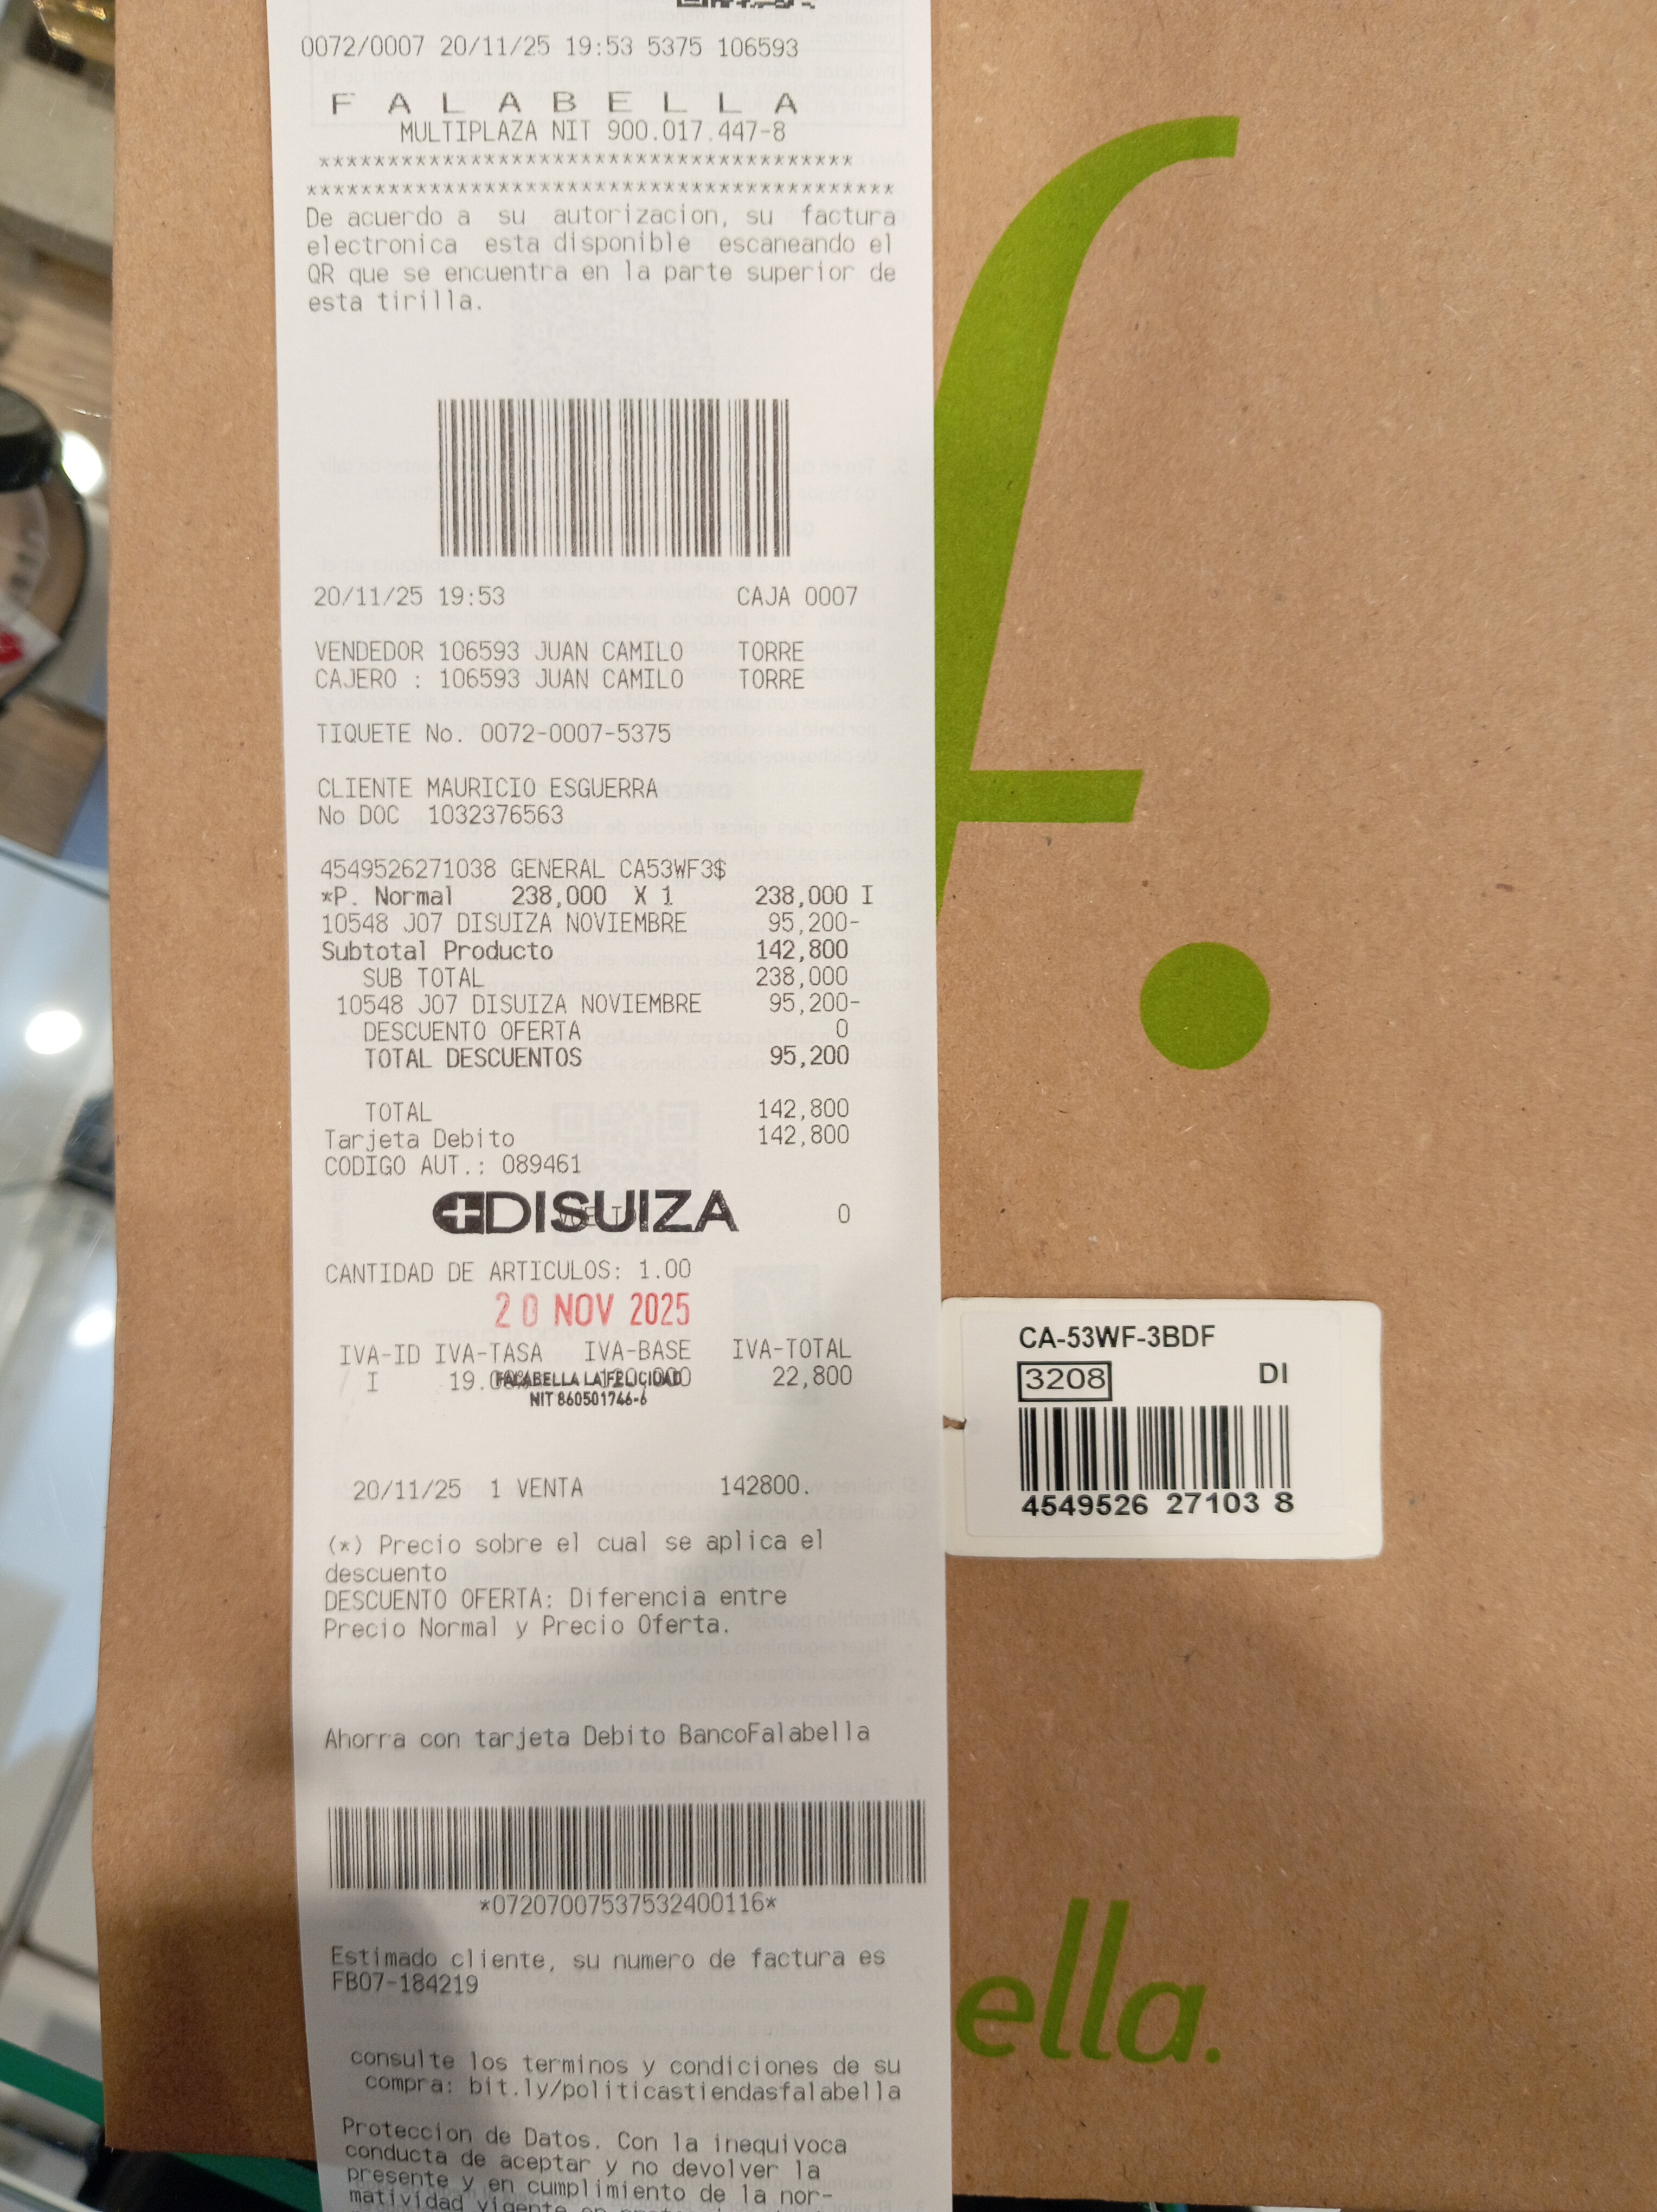 0072/0007 20/11/25 19:53 5375 106593
FALABELLA
MULTIPLAZA NIT 900.017.447-8
***************************************
*******************************************
De acuerdo a su autorizacion, su factura
electronica esta disponible escaneando el
QR que se encuentra en la parte superior de
esta tirilla.
20/11/25 19:53 CAJA 0007
VENDEDOR 106593 JUAN CAMILO TORRE
CAJERO : 106593 JUAN CAMILO TORRE
TIQUETE No. 0072-0007-5375
CLIENTE MAURICIO ESGUERRA
No DOC 1032376563
4549526271038 GENERAL CA53WF3$
*P. Normal 238,000 X 1 238,000 I
10548 J07 DISUIZA NOVIEMBRE 95,200-
Subtotal Producto 142,800
SUB TOTAL 238,000
10548 J07 DISUIZA NOVIEMBRE 95,200-
DESCUENTO OFERTA 0
TOTAL DESCUENTOS 95,200
TOTAL 142,800
Tarjeta Debito 142,800
CODIGO AUT.: 089461
DISUIZA 0
CANTIDAD DE ARTICULOS: 1.00
20 NOV 2025
IVA-ID IVA-TASA IVA-BASE IVA-TOTAL
I 22,800
FALABELLA LA FELICIDAD
NIT 860501746-6
20/11/25 1 VENTA 142800.
(*) Precio sobre el cual se aplica el
descuento
DESCUENTO OFERTA: Diferencia entre
Precio Normal y Precio Oferta.
Ahorra con tarjeta Debito BancoFalabella
*07207007537532400116*
Estimado cliente, su numero de factura es
FB07-184219
consulte los terminos y condiciones de su
compra: bit.ly/politicastiendasfalabella
Proteccion de Datos. Con la inequivoca
conducta de aceptar y no devolver la
presente y en cumplimiento de la nor-
matividad vigente en
f.
CA-53WF-3BDF
3208 DI
4549526 27103 8
ella.